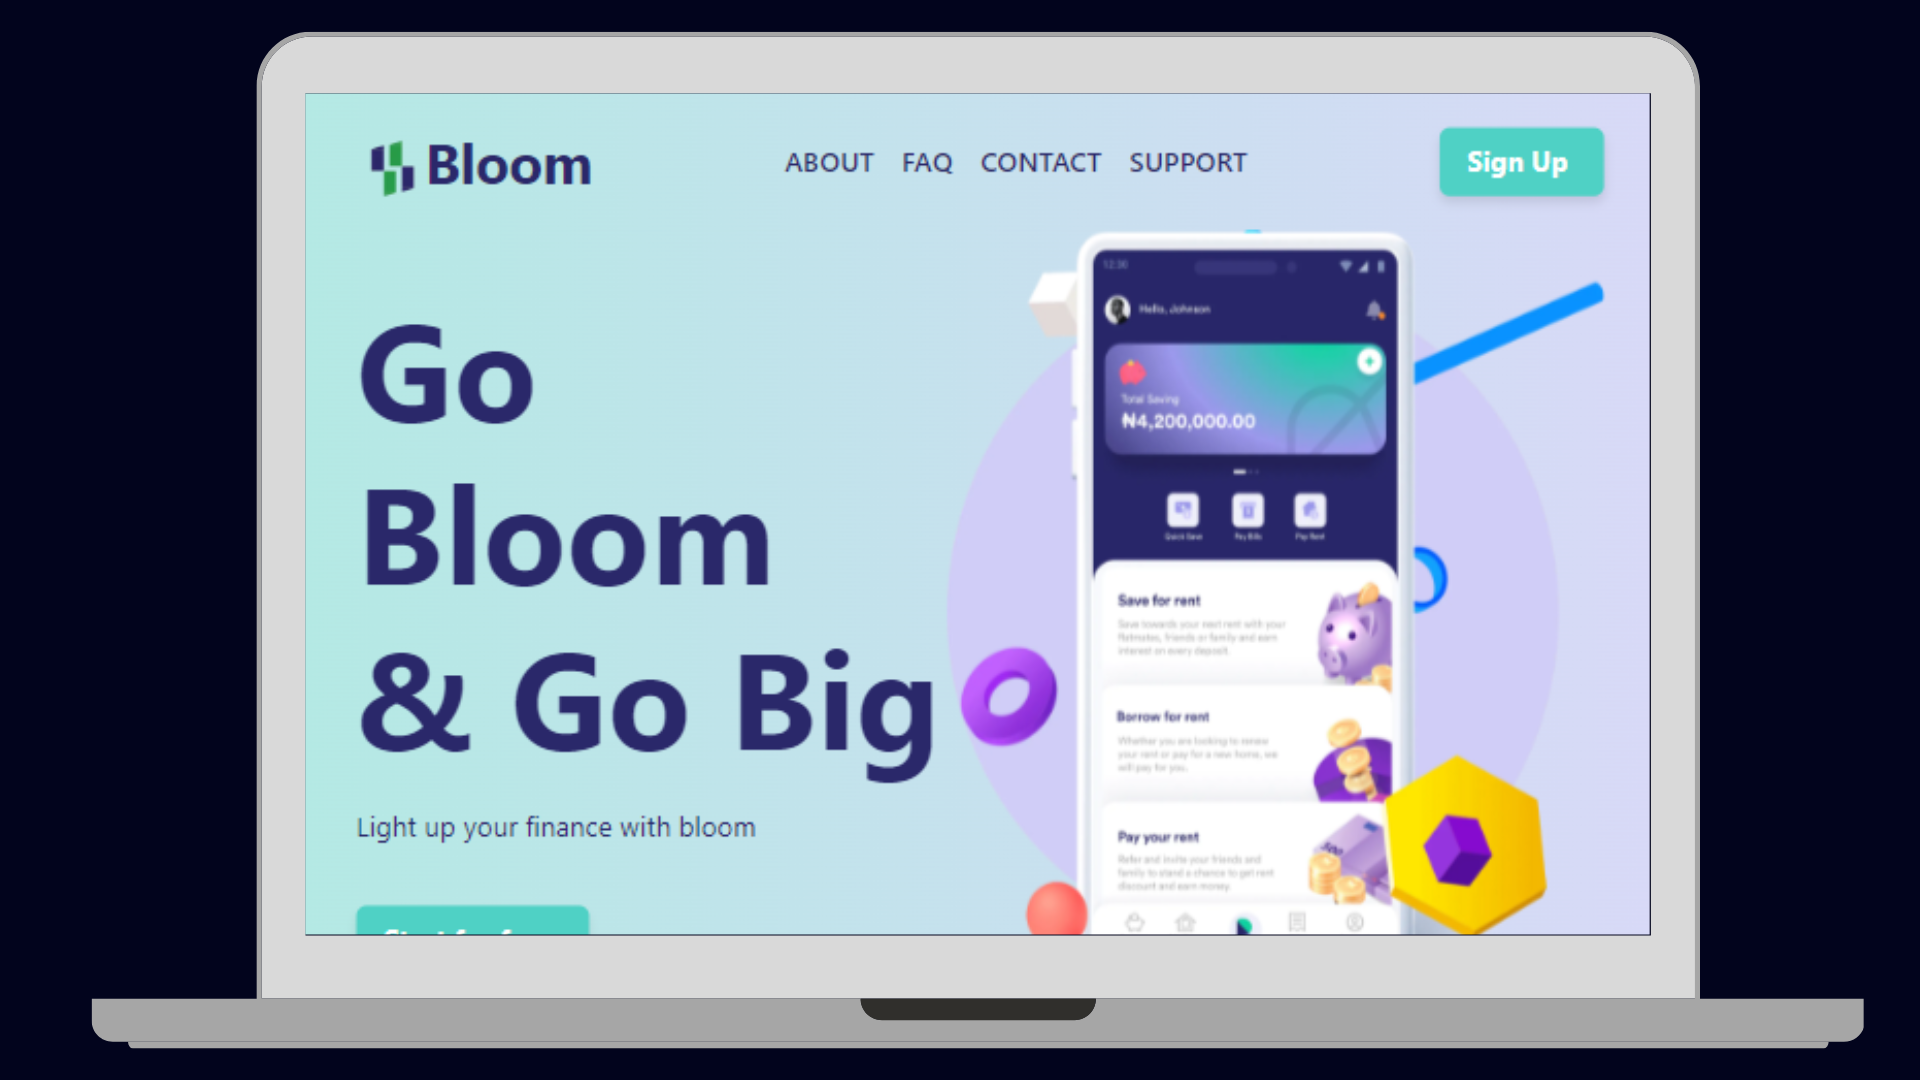 Bloom
ABOUT FAQ CONTACT SUPPORT
Sign Up
Go
Bloom
& Go Big
Light up your finance with bloom
12:30
Hello, Johnson
Total Saving
₦4,200,000.00
Quick Save Pay Bills Pay Rent
Save for rent
Save towards your next rent with your
flatmates, friends or family and earn
interest on every deposit
Borrow for rent
Whether you are looking to renew
your rent or pay for a new home, we
will pay for you.
Pay your rent
Refer and invite your friends and
family to stand a chance to get rent
discount and earn money.
500